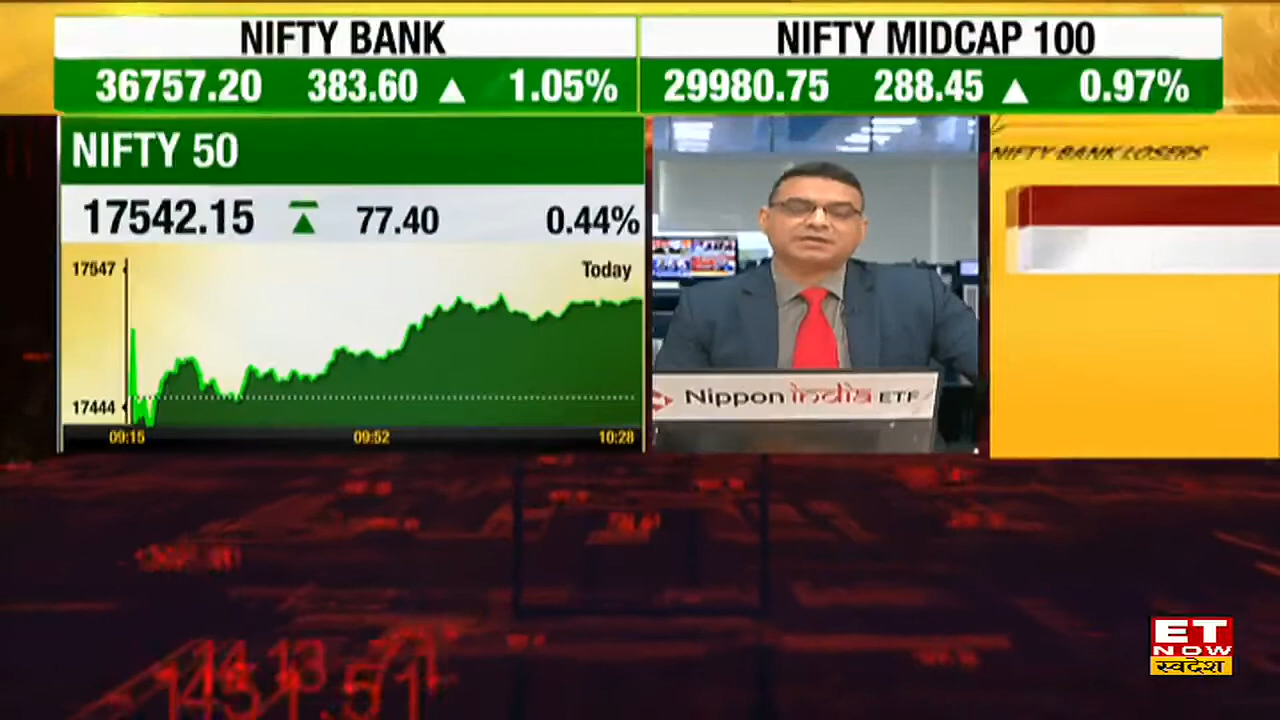 NIFTY BANK
36757.20 383.60 ▲ 1.05%
NIFTY MIDCAP 100
29980.75 288.45 ▲ 0.97%
NIFTY 50
17542.15 77.40 0.44%
17547
Today
17444
09:15 09:52 10:28
NIFTY BANK LOSERS
Nippon india ETF
ET
NOW
स्वदेश